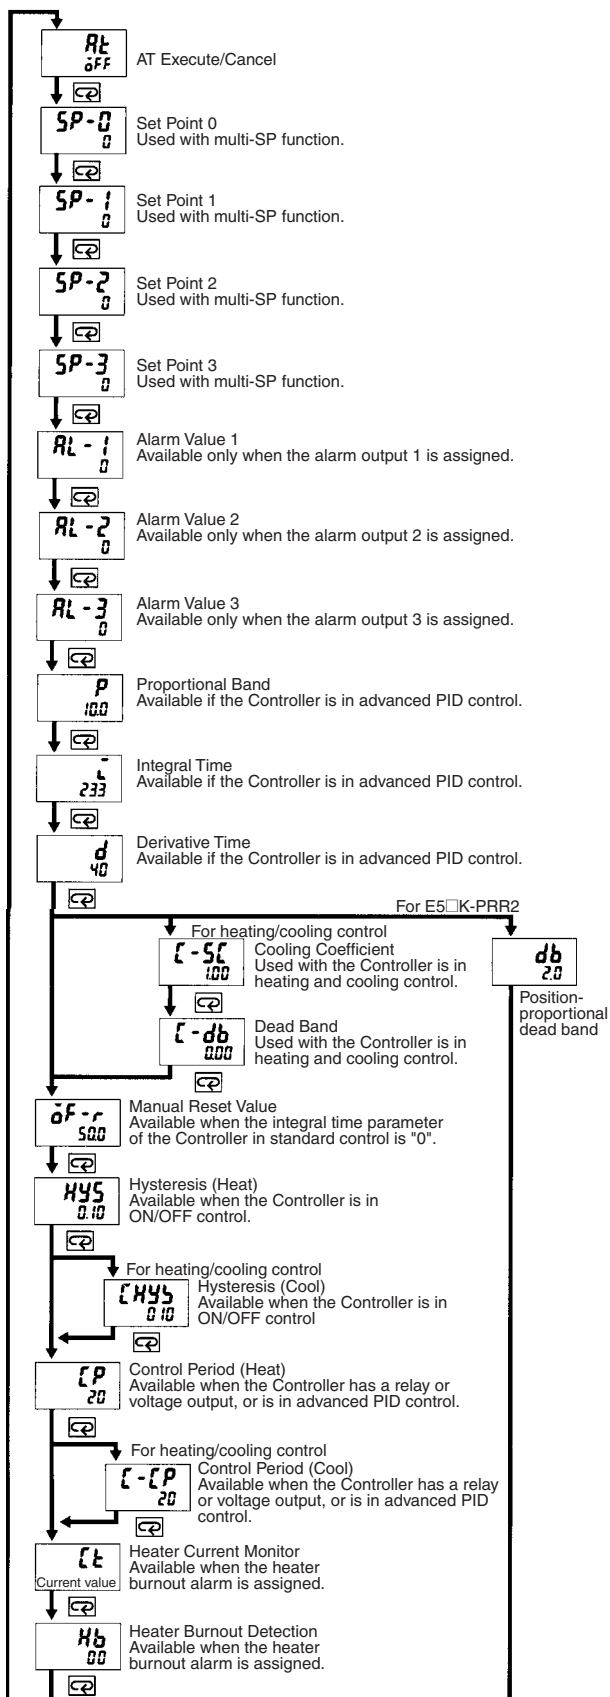 At
oFF
AT Execute/Cancel
SP-0
0
Set Point 0
Used with multi-SP function.
SP-1
0
Set Point 1
Used with multi-SP function.
SP-2
0
Set Point 2
Used with multi-SP function.
SP-3
0
Set Point 3
Used with multi-SP function.
AL-1
0
Alarm Value 1
Available only when the alarm output 1 is assigned.
AL-2
0
Alarm Value 2
Available only when the alarm output 2 is assigned.
AL-3
0
Alarm Value 3
Available only when the alarm output 3 is assigned.
P
10.0
Proportional Band
Available if the Controller is in advanced PID control.
i
233
Integral Time
Available if the Controller is in advanced PID control.
d
40
Derivative Time
Available if the Controller is in advanced PID control.
For E5□K-PRR2
For heating/cooling control
C-SC
1.00
Cooling Coefficient
Used with the Controller is in
heating and cooling control.
db
2.0
Position-
proportional
dead band
C-db
0.00
Dead Band
Used with the Controller is in
heating and cooling control.
oF-r
50.0
Manual Reset Value
Available when the integral time parameter
of the Controller in standard control is "0".
HYS
0.10
Hysteresis (Heat)
Available when the Controller is in
ON/OFF control.
For heating/cooling control
CHYS
0 10
Hysteresis (Cool)
Available when the Controller is in
ON/OFF control
CP
20
Control Period (Heat)
Available when the Controller has a relay or
voltage output, or is in advanced PID control.
For heating/cooling control
C-CP
20
Control Period (Cool)
Available when the Controller has a relay
or voltage output, or is in advanced PID
control.
Ct
Current value
Heater Current Monitor
Available when the heater
burnout alarm is assigned.
Hb
00
Heater Burnout Detection
Available when the heater
burnout alarm is assigned.